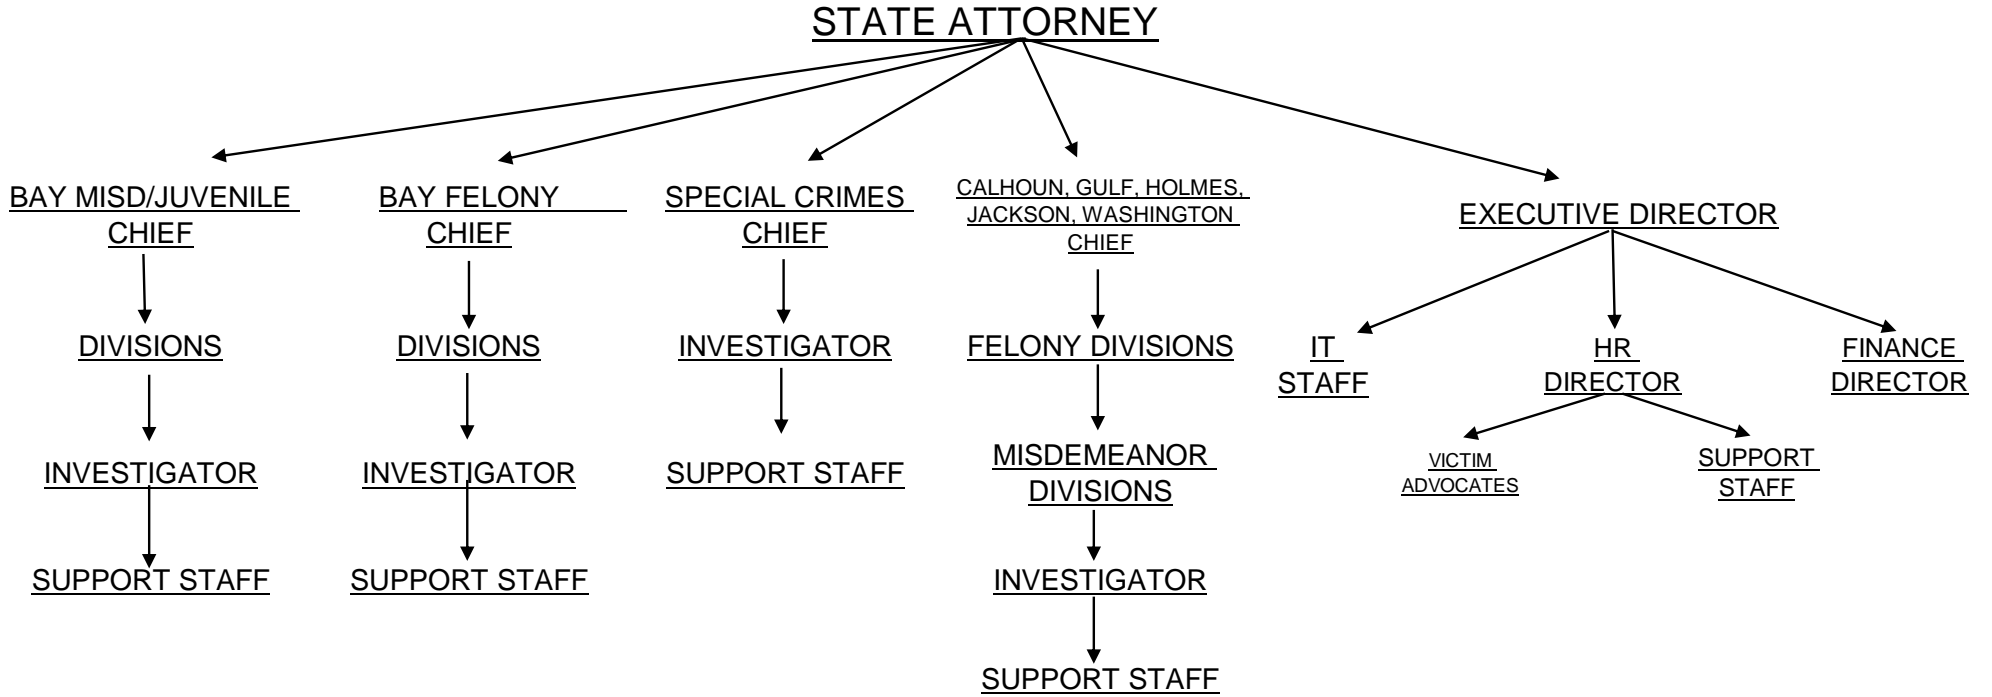 STATE ATTORNEY
BAY MISD/JUVENILE
CHIEF
BAY FELONY
CHIEF
SPECIAL CRIMES
CHIEF
CALHOUN, GULF, HOLMES,
JACKSON, WASHINGTON
CHIEF
EXECUTIVE DIRECTOR
DIVISIONS
DIVISIONS
INVESTIGATOR
FELONY DIVISIONS
IT
STAFF
HR
DIRECTOR
FINANCE
DIRECTOR
INVESTIGATOR
INVESTIGATOR
SUPPORT STAFF
MISDEMEANOR
DIVISIONS
VICTIM
ADVOCATES
SUPPORT
STAFF
SUPPORT STAFF
SUPPORT STAFF
INVESTIGATOR
SUPPORT STAFF